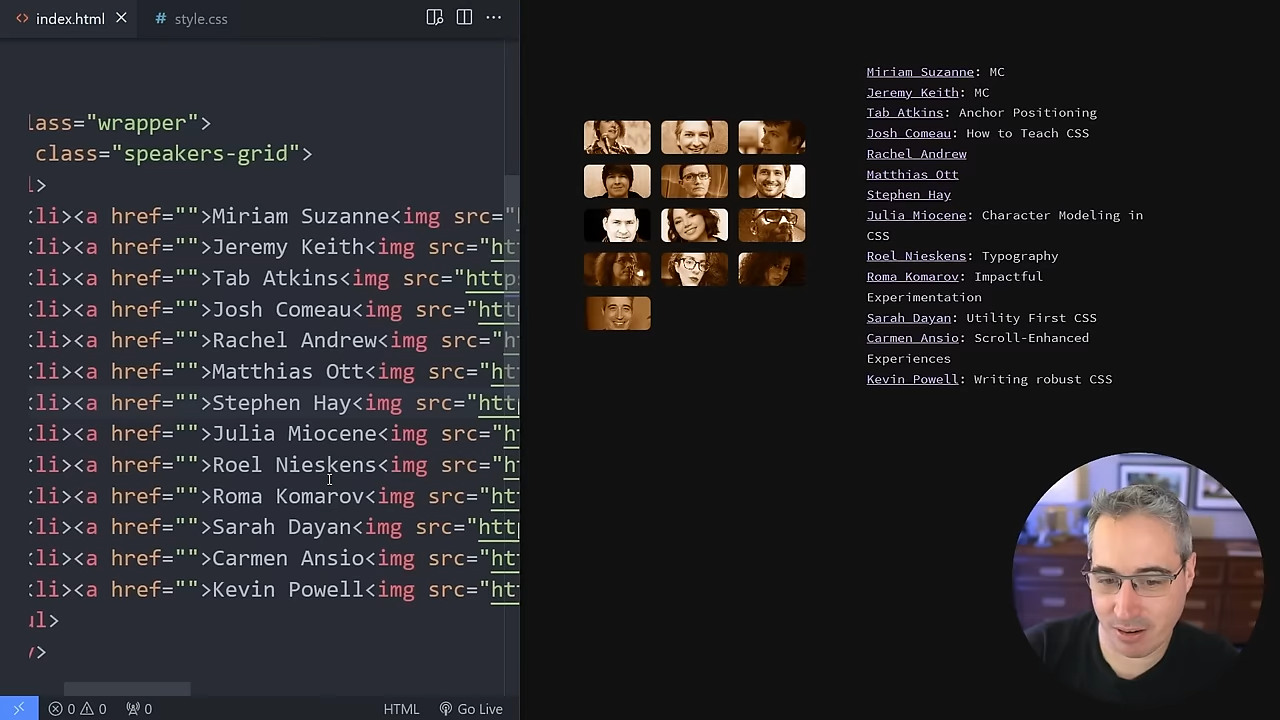 index.html
style.css
lass="wrapper">
class="speakers-grid">
l>
<li><a href="">Miriam Suzanne<img src="
<li><a href="">Jeremy Keith<img src="ht
<li><a href="">Tab Atkins<img src="http
<li><a href="">Josh Comeau<img src="ht
<li><a href="">Rachel Andrew<img src="h
<li><a href="">Matthias Ott<img src="ht
<li><a href="">Stephen Hay<img src="htt
<li><a href="">Julia Miocene<img src="h
<li><a href="">Roel Nieskens<img src="h
<li><a href="">Roma Komarov<img src="ht
<li><a href="">Sarah Dayan<img src="htt
<li><a href="">Carmen Ansio<img src="ht
<li><a href="">Kevin Powell<img src="ht
ul>
>
0 0 0 HTML Go Live
Miriam Suzanne: MC
Jeremy Keith: MC
Tab Atkins: Anchor Positioning
Josh Comeau: How to Teach CSS
Rachel Andrew
Matthias Ott
Stephen Hay
Julia Miocene: Character Modeling in
CSS
Roel Nieskens: Typography
Roma Komarov: Impactful
Experimentation
Sarah Dayan: Utility First CSS
Carmen Ansio: Scroll-Enhanced
Experiences
Kevin Powell: Writing robust CSS